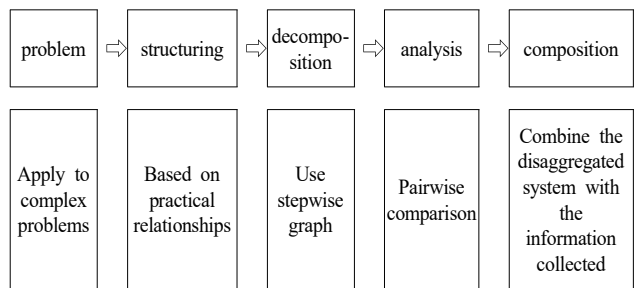 problem
structuring
decompo-
sition
analysis
composition
Apply to
complex
problems
Based on
practical
relationships
Use
stepwise
graph
Pairwise
comparison
Combine the
disaggregated
system with
the
information
collected